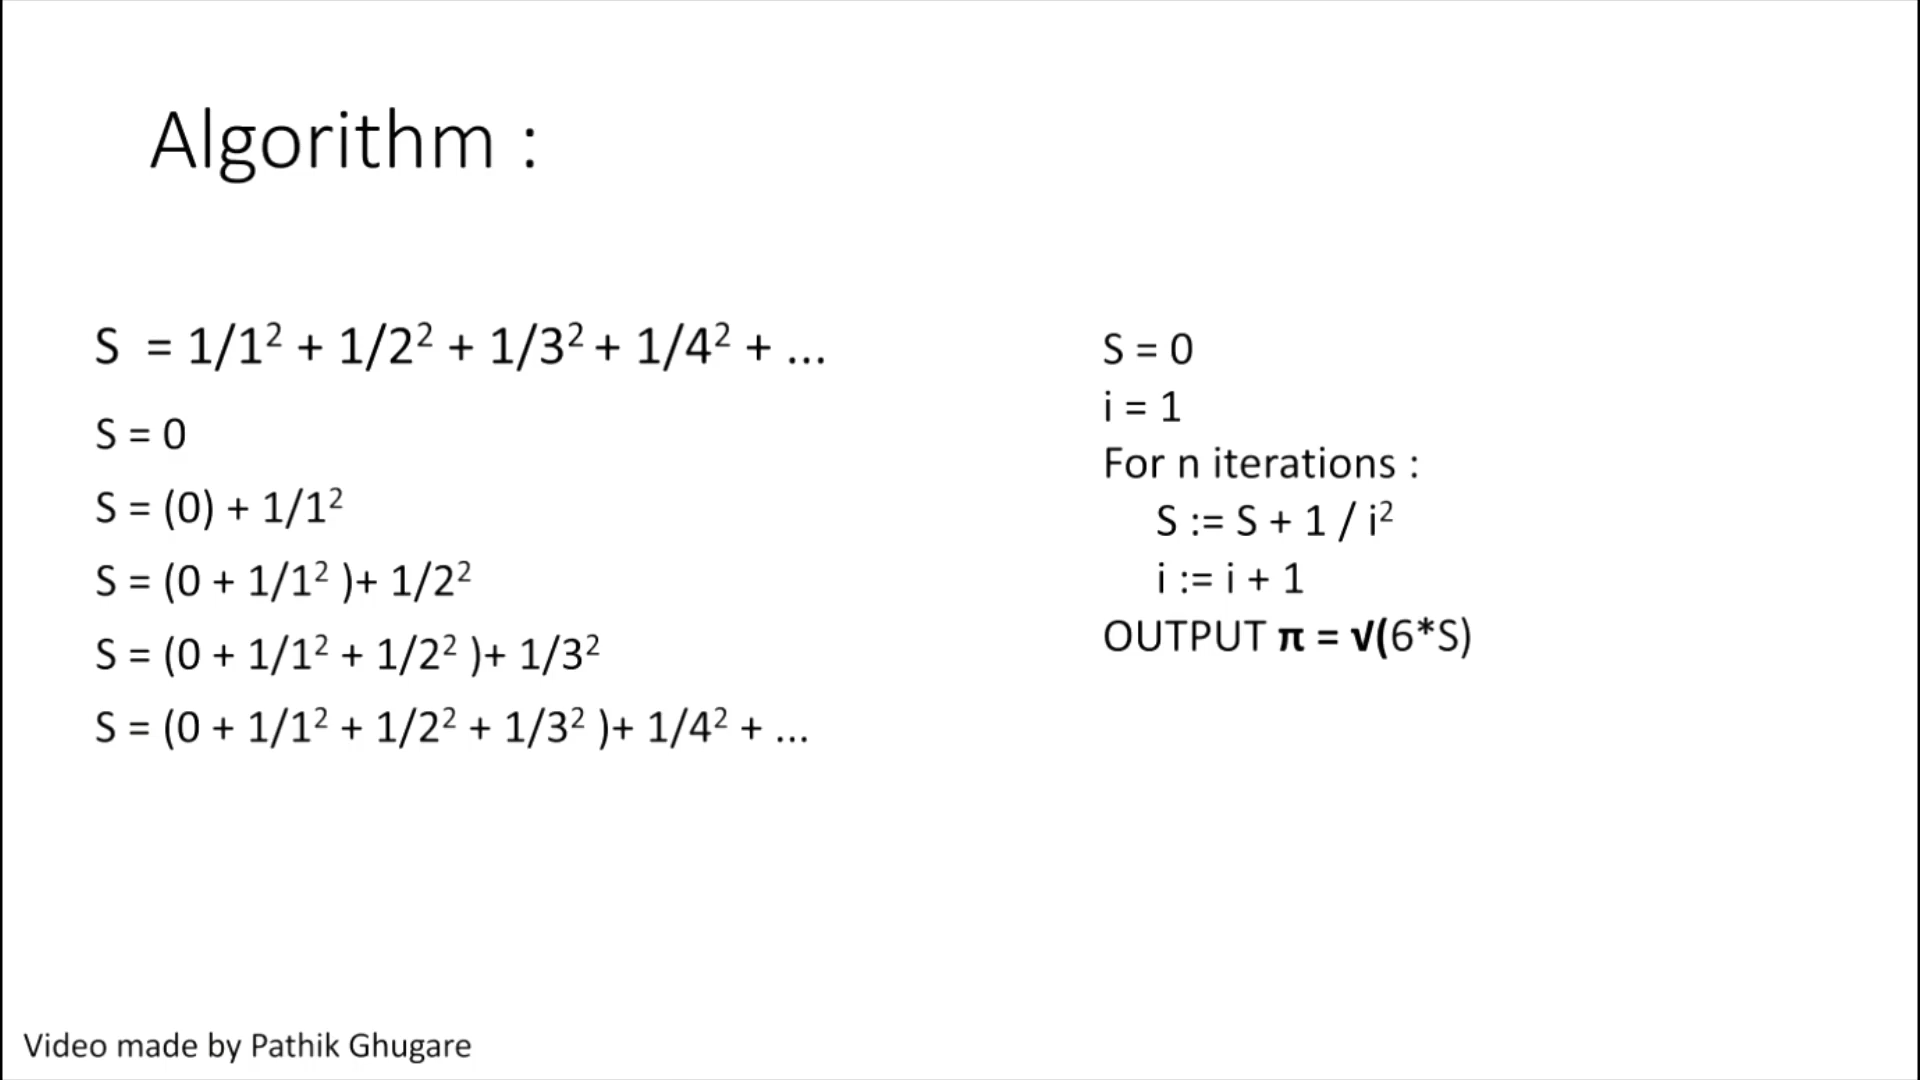 Algorithm :
S = 1/1² + 1/2² + 1/3² + 1/4² + ...
S = 0
S = (0) + 1/1²
S = (0 + 1/1² )+ 1/2²
S = (0 + 1/1² + 1/2² )+ 1/3²
S = (0 + 1/1² + 1/2² + 1/3² )+ 1/4² + ...
S = 0
i = 1
For n iterations :
S := S + 1 / i²
i := i + 1
OUTPUT π = √(6*S)
Video made by Pathik Ghugare